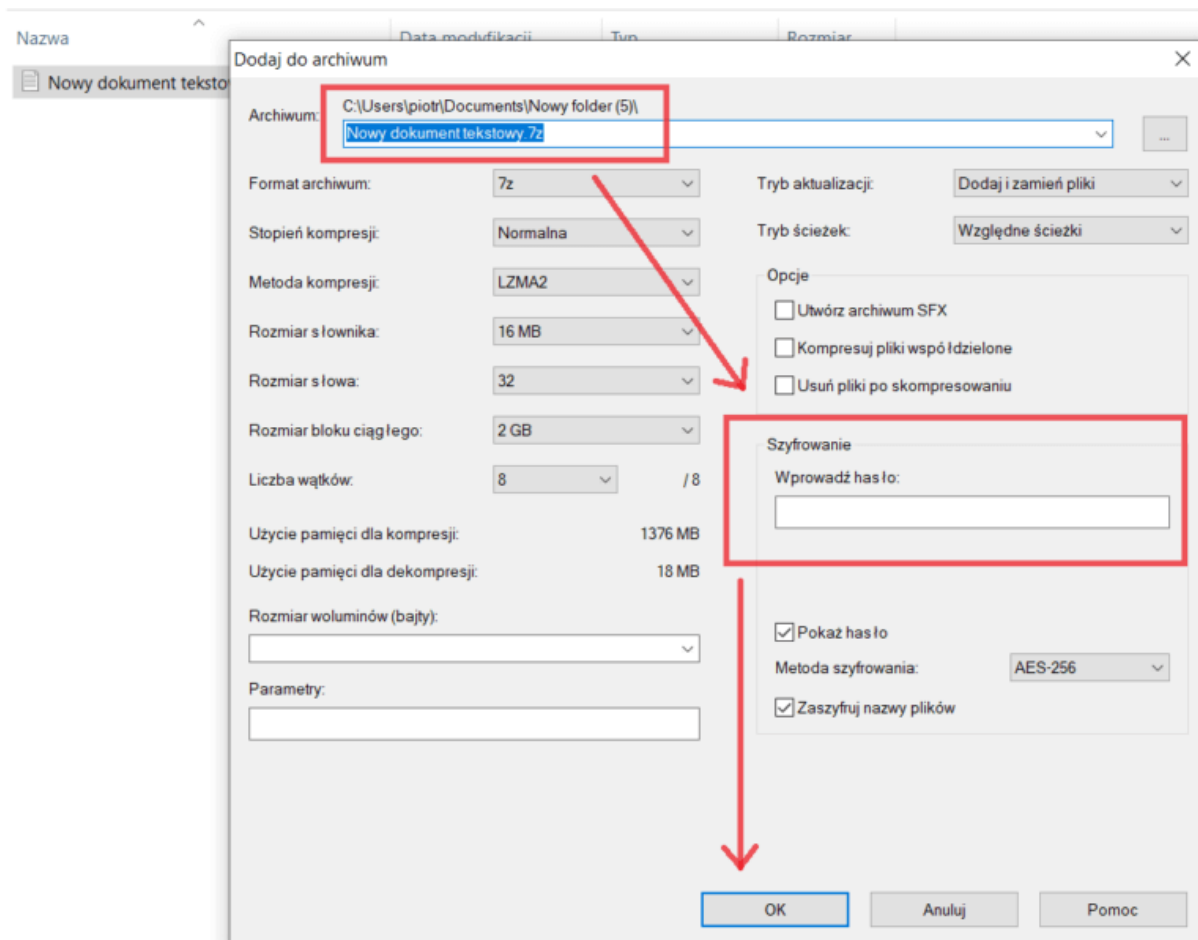 Nazwa
Data modyfikacji
Typ
Rozmiar
Nowy dokument teksto
Dodaj do archiwum
Archiwum:
C:\Users\piotr\Documents\Nowy folder (5)\
Nowy dokument tekstowy.7z
...
Format archiwum:
7z
Stopień kompresji:
Normalna
Metoda kompresji:
LZMA2
Rozmiar słownika:
16 MB
Rozmiar słowa:
32
Rozmiar bloku ciągłego:
2 GB
Liczba wątków:
8
/ 8
Użycie pamięci dla kompresji:
1376 MB
Użycie pamięci dla dekompresji:
18 MB
Rozmiar woluminów (bajty):
Parametry:
Tryb aktualizacji:
Dodaj i zamień pliki
Tryb ścieżek:
Względne ścieżki
Opcje
Utwórz archiwum SFX
Kompresuj pliki współdzielone
Usuń pliki po skompresowaniu
Szyfrowanie
Wprowadź hasło:
Pokaż hasło
Metoda szyfrowania:
AES-256
Zaszyfruj nazwy plików
OK
Anuluj
Pomoc